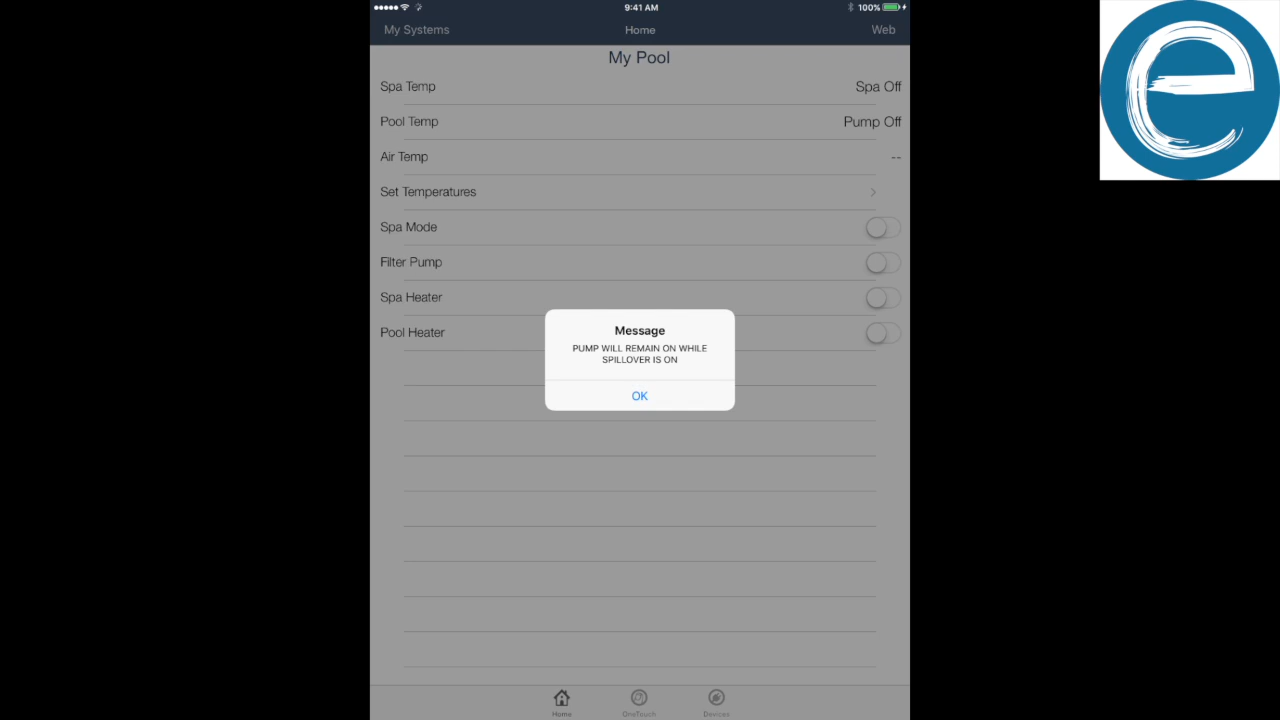 9:41 AM
100%
My Systems
Home
Web
My Pool
Spa Temp
Spa Off
Pool Temp
Pump Off
Air Temp
--
Set Temperatures
Spa Mode
Filter Pump
Spa Heater
Pool Heater
Message
PUMP WILL REMAIN ON WHILE
SPILLOVER IS ON
OK
Home
OneTouch
Devices
e